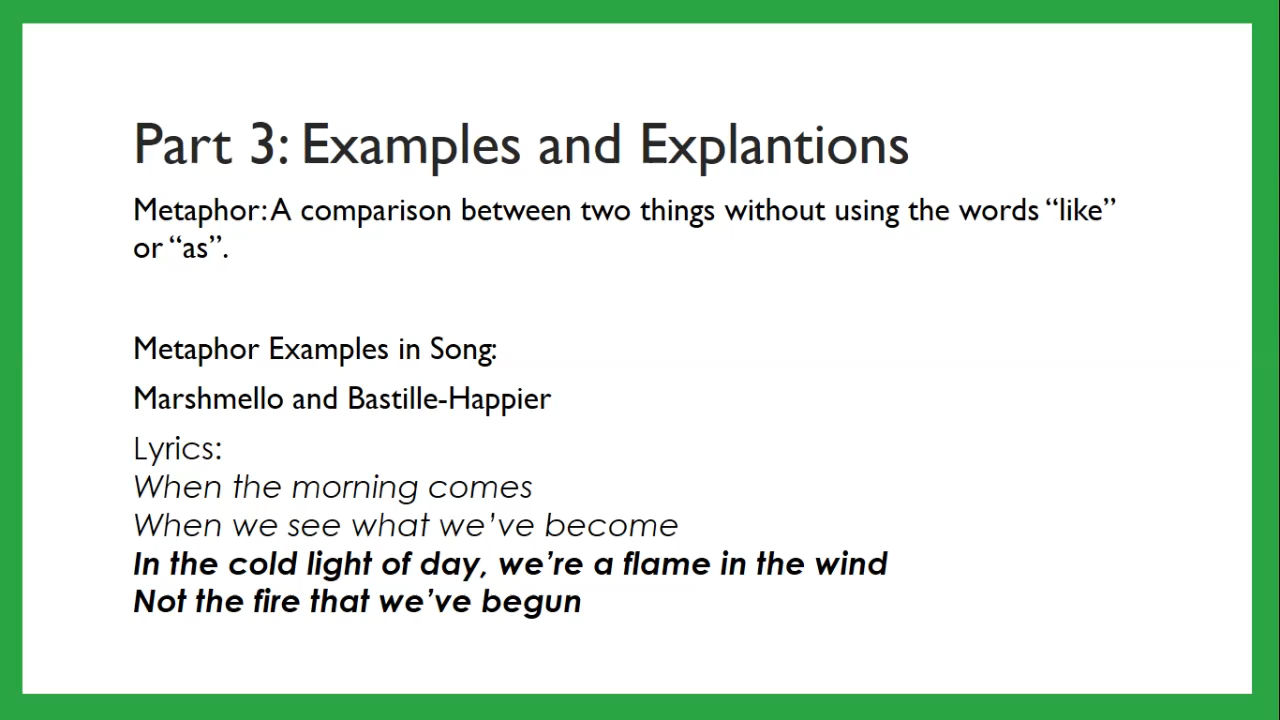 Part 3: Examples and Explantions
Metaphor: A comparison between two things without using the words “like”
or “as”.
Metaphor Examples in Song:
Marshmello and Bastille-Happier
Lyrics:
When the morning comes
When we see what we’ve become
In the cold light of day, we’re a flame in the wind
Not the fire that we’ve begun